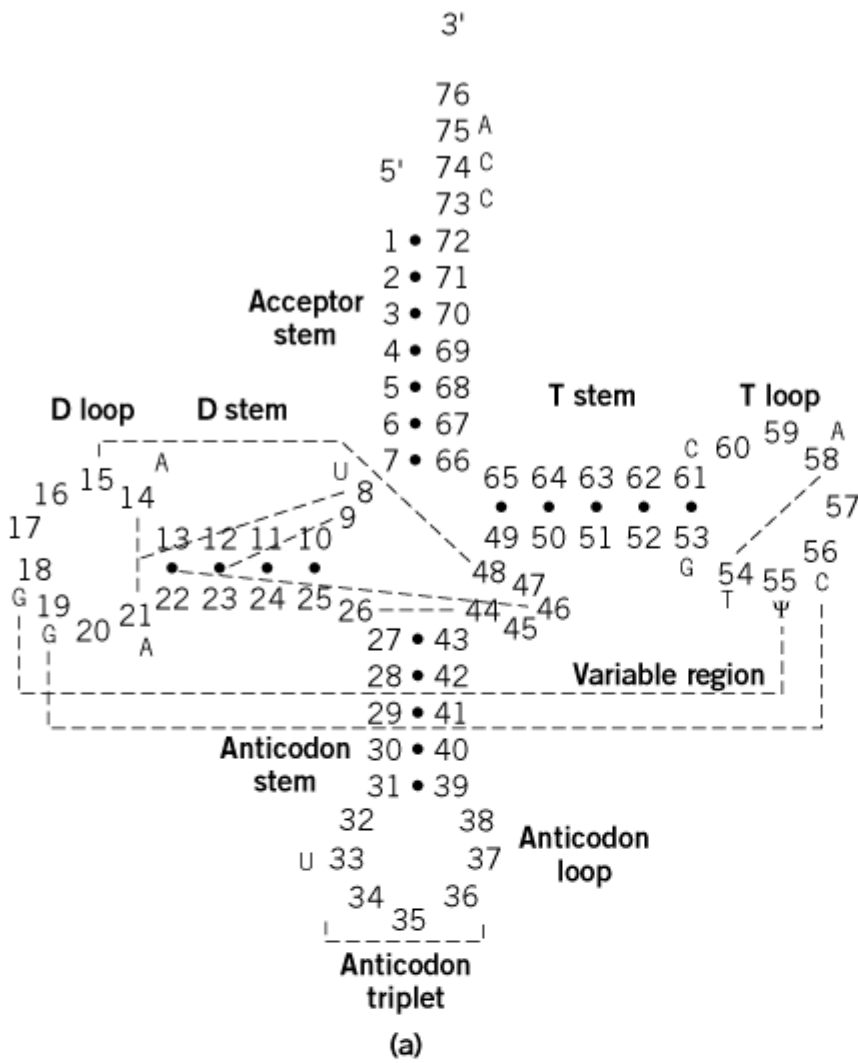 3'
76
75 A
5' 74 C
73 C
1 • 72
2 • 71
Acceptor stem
3 • 70
4 • 69
5 • 68
6 • 67
7 • 66
D loop D stem
T stem T loop
15 A
16 14
17
U 8
9
13 12 11 10
18 G
19 G
20
21 A
22 23 24 25
26
65 64 63 62 61 C
60 59 58 A
57
49 50 51 52 53 G
54 T
55 Ψ
56 C
48 47 46
44 45
27 • 43
28 • 42
Variable region
29 • 41
Anticodon stem
30 • 40
31 • 39
32 38
U 33 37
Anticodon loop
34 36
35
Anticodon triplet
(a)